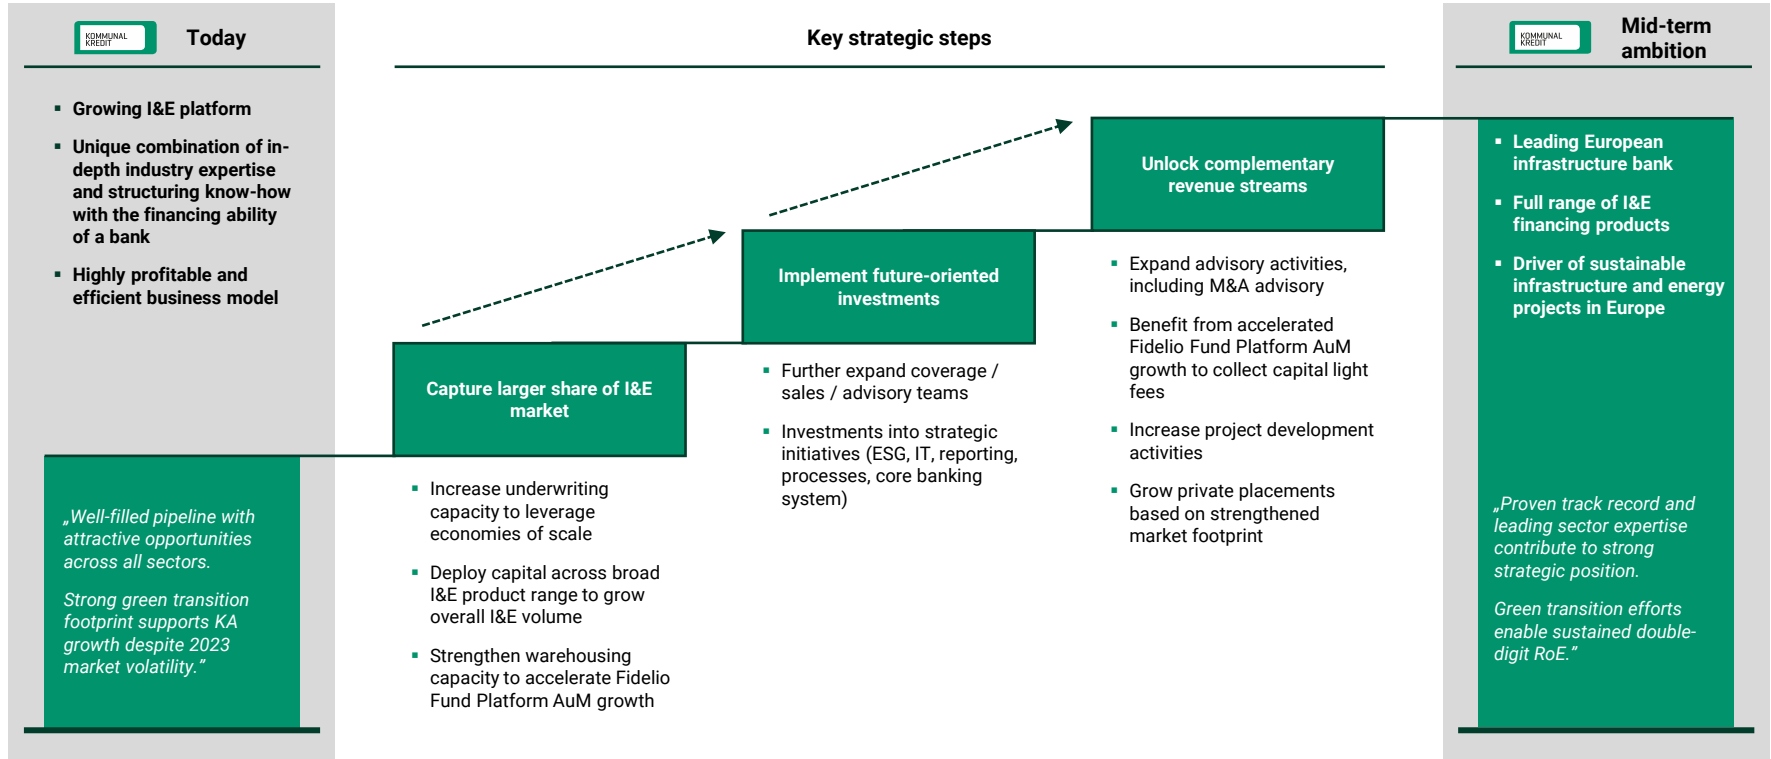 KOMMUNAL
KREDIT
Today
▪ Growing I&E platform
▪ Unique combination of in-
depth industry expertise
and structuring know-how
with the financing ability
of a bank
▪ Highly profitable and
efficient business model
„Well-filled pipeline with
attractive opportunities
across all sectors.
Strong green transition
footprint supports KA
growth despite 2023
market volatility.”
Key strategic steps
Capture larger share of I&E
market
▪ Increase underwriting
capacity to leverage
economies of scale
▪ Deploy capital across broad
I&E product range to grow
overall I&E volume
▪ Strengthen warehousing
capacity to accelerate Fidelio
Fund Platform AuM growth
Implement future-oriented
investments
▪ Further expand coverage /
sales / advisory teams
▪ Investments into strategic
initiatives (ESG, IT, reporting,
processes, core banking
system)
Unlock complementary
revenue streams
▪ Expand advisory activities,
including M&A advisory
▪ Benefit from accelerated
Fidelio Fund Platform AuM
growth to collect capital light
fees
▪ Increase project development
activities
▪ Grow private placements
based on strengthened
market footprint
KOMMUNAL
KREDIT
Mid-term
ambition
▪ Leading European
infrastructure bank
▪ Full range of I&E
financing products
▪ Driver of sustainable
infrastructure and energy
projects in Europe
„Proven track record and
leading sector expertise
contribute to strong
strategic position.
Green transition efforts
enable sustained double-
digit RoE.”